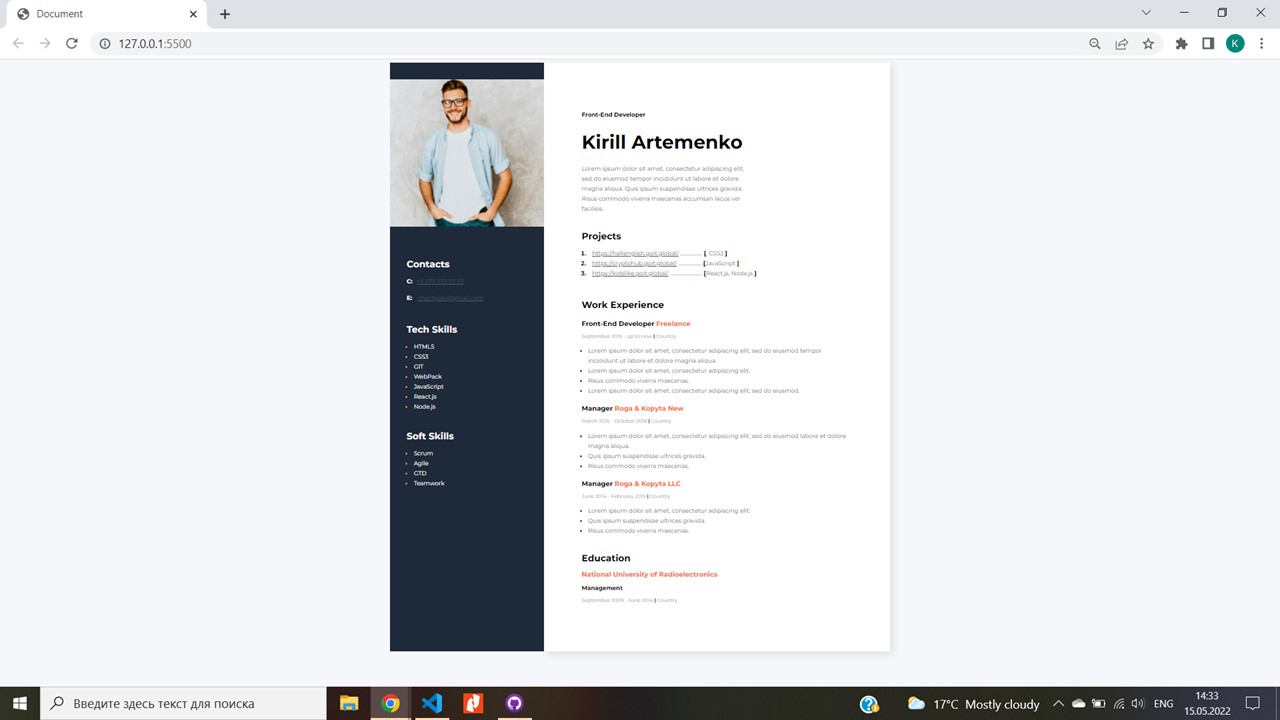 Document
127.0.0.1:5500
K
Front-End Developer
Kirill Artemenko
Lorem ipsum dolor sit amet, consectetur adipiscing elit,
sed do eiusmod tempor incididunt ut labore et dolore
magna aliqua. Quis ipsum suspendisse ultrices gravida.
Risus commodo viverra maecenas accumsan lacus vel
facilisis.
Projects
1. https://hellenglish.goit.global/ ............. [ CSS3 ]
2. https://cryptohub.goit.global/ .............. [JavaScript ]
3. https://kidslike.goit.global/ ................... [React.js, Node.js ]
Work Experience
Front-End Developer Freelance
September 2019 - up to now | Country
• Lorem ipsum dolor sit amet, consectetur adipiscing elit, sed do eiusmod tempor
incididunt ut labore et dolore magna aliqua.
• Lorem ipsum dolor sit amet, consectetur adipiscing elit.
• Risus commodo viverra maecenas.
• Lorem ipsum dolor sit amet, consectetur adipiscing elit, sed do eiusmod.
Manager Roga & Kopyta New
| Country
• Lorem ipsum dolor sit amet, consectetur adipiscing elit, sed do eiusmod labore et dolore
magna aliqua.
• Quis ipsum suspendisse ultrices gravida.
• Risus commodo viverra maecenas.
Manager Roga & Kopyta LLC
June 2014 - February 2015 | Country
• Lorem ipsum dolor sit amet, consectetur adipiscing elit.
• Quis ipsum suspendisse ultrices gravida.
• Risus commodo viverra maecenas.
Education
National University of Radioelectronics
Management
September 2009 - June 2014 | Country
Contacts
C:
E:
Tech Skills
• HTML5
• CSS3
• GIT
• WebPack
• JavaScript
• React.js
• Node.js
Soft Skills
• Scrum
• Agile
• GTD
• Teamwork
Введите здесь текст для поиска
17°C Mostly cloudy
ENG
14:33
15.05.2022